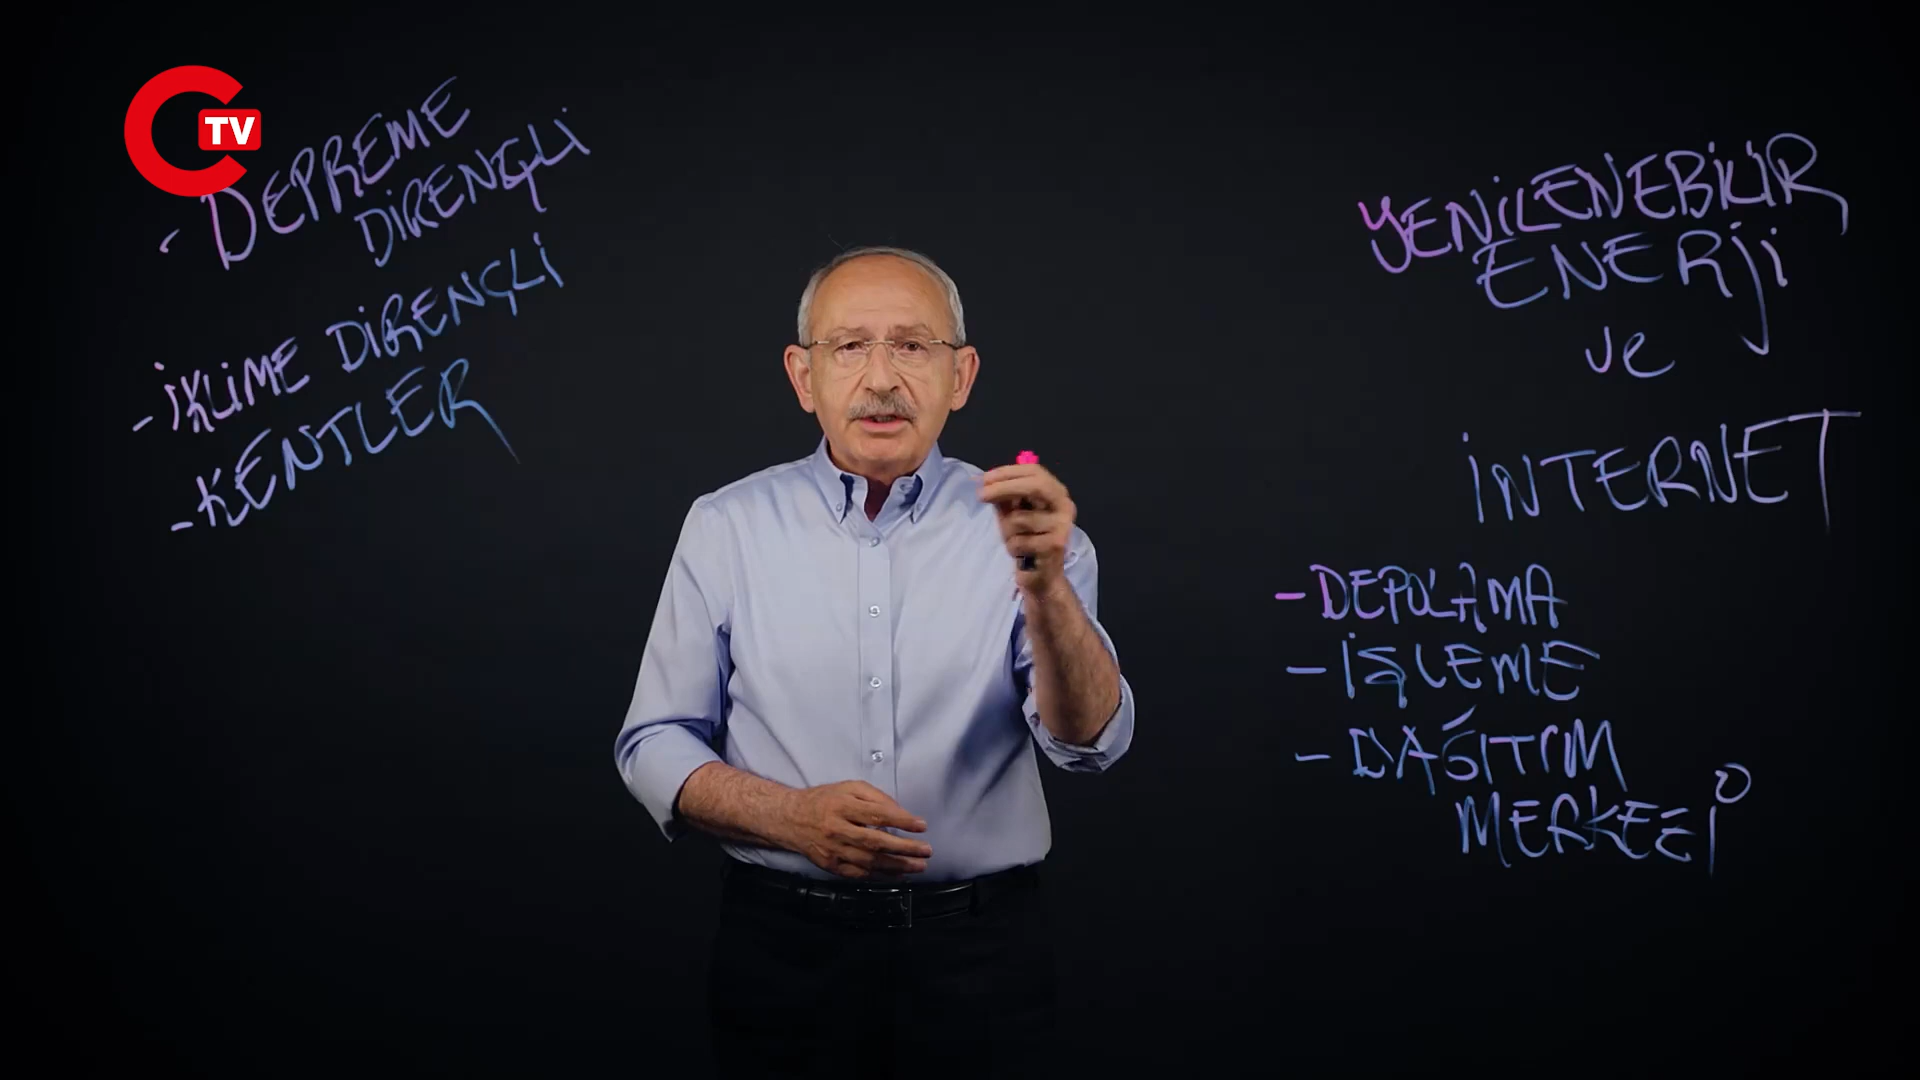 TV
- DEPREME
DİRENÇLİ
- İKLİME DİRENÇLİ
- KENTLER
YENİLENEBİLİR
ENERJİ
ve
İNTERNET
- DEPOLAMA
- İŞLEME
- DAĞITIM
MERKEZİ